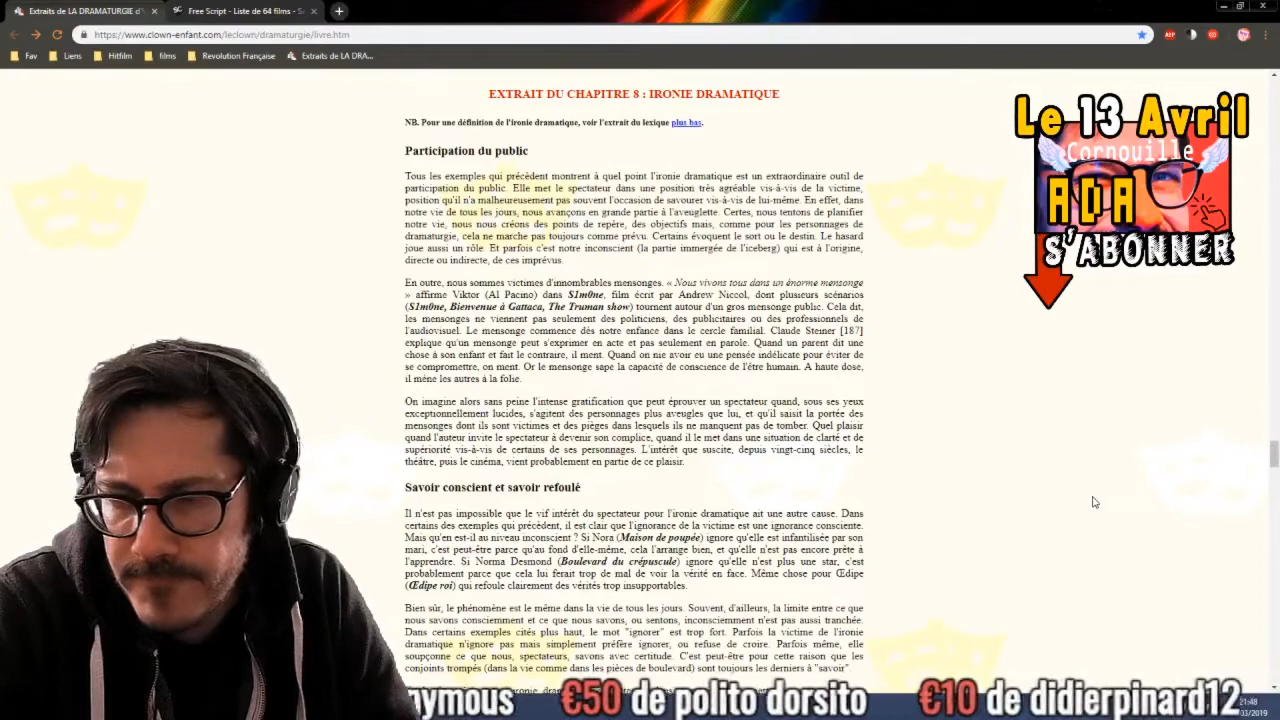 Extraits de LA DRAMATURGIE d'Y
Free Script - Liste de 64 films - Sc
https://www.clown-enfant.com/leclown/dramaturgie/livre.htm
Fav
Liens
Hitfilm
films
Revolution Française
Extraits de LA DRA...
EXTRAIT DU CHAPITRE 8 : IRONIE DRAMATIQUE
NB. Pour une définition de l'ironie dramatique, voir l'extrait du lexique plus bas.
Participation du public
Tous les exemples qui précèdent montrent à quel point l'ironie dramatique est un extraordinaire outil de
participation du public. Elle met le spectateur dans une position très agréable vis-à-vis de la victime,
position qu'il n'a malheureusement pas souvent l'occasion de savourer vis-à-vis de lui-même. En effet, dans
notre vie de tous les jours, nous avançons en grande partie à l'aveuglette. Certes, nous tentons de planifier
notre vie, nous nous créons des points de repère, des objectifs mais, comme pour les personnages de
dramaturgie, cela ne marche pas toujours comme prévu. Certains évoquent le sort ou le destin. Le hasard
joue aussi un rôle. Et parfois c'est notre inconscient (la partie immergée de l'iceberg) qui est à l'origine,
directe ou indirecte, de ces imprévus.
En outre, nous sommes victimes d'innombrables mensonges. « Nous vivons tous dans un énorme mensonge
» affirme Viktor (Al Pacino) dans S1m0ne, film écrit par Andrew Niccol, dont plusieurs scénarios
(S1m0ne, Bienvenue à Gattaca, The Truman show) tournent autour d'un gros mensonge public. Cela dit,
les mensonges ne viennent pas seulement des politiciens, des publicitaires ou des professionnels de
l'audiovisuel. Le mensonge commence dès notre enfance dans le cercle familial. Claude Steiner [187]
explique qu'un mensonge peut s'exprimer en acte et pas seulement en parole. Quand un parent dit une
chose à son enfant et fait le contraire, il ment. Quand on nie avoir eu une pensée indélicate pour éviter de
se compromettre, on ment. Or le mensonge sape la capacité de conscience de l'être humain. A haute dose,
il mène les autres à la folie.
On imagine alors sans peine l'intense gratification que peut éprouver un spectateur quand, sous ses yeux
exceptionnellement lucides, s'agitent des personnages plus aveugles que lui, et qu'il saisit la portée des
mensonges dont ils sont victimes et des pièges dans lesquels ils ne manquent pas de tomber. Quel plaisir
quand l'auteur invite le spectateur à devenir son complice, quand il le met dans une situation de clarté et de
supériorité vis-à-vis de certains de ses personnages. L'intérêt que suscite, depuis vingt-cinq siècles, le
théâtre, puis le cinéma, vient probablement en partie de ce plaisir.
Savoir conscient et savoir refoulé
Il n'est pas impossible que le vif intérêt du spectateur pour l'ironie dramatique ait une autre cause. Dans
certains des exemples qui précèdent, il est clair que l'ignorance de la victime est une ignorance consciente.
Mais qu'en est-il au niveau inconscient ? Si Nora (Maison de poupée) ignore qu'elle est infantilisée par son
mari, c'est peut-être parce qu'au fond d'elle-même, cela l'arrange bien, et qu'elle n'est pas encore prête à
l'apprendre. Si Norma Desmond (Boulevard du crépuscule) ignore qu'elle n'est plus une star, c'est
probablement parce que cela lui ferait trop de mal de voir la vérité en face. Même chose pour Œdipe
(Œdipe roi) qui refoule clairement des vérités trop insupportables.
Bien sûr, le phénomène est le même dans la vie de tous les jours. Souvent, d'ailleurs, la limite entre ce que
nous savons consciemment et ce que nous savons, ou sentons, inconsciemment n'est pas aussi tranchée.
Dans certains exemples cités plus haut, le mot "ignorer" est trop fort. Parfois la victime de l'ironie
dramatique n'ignore pas mais simplement préfère ignorer, ou refuse de croire. Parfois même, elle
soupçonne ce que nous, spectateurs, savons avec certitude. C'est peut-être pour cette raison que les
conjoints trompés (dans la vie comme dans les pièces de boulevard) sont toujours les derniers à "savoir".
Le 13 Avril
Cornouille
ADA
S'ABONNER
nymous €50 de polito dorsito €10 de didierpinard12
21:48
03/2019